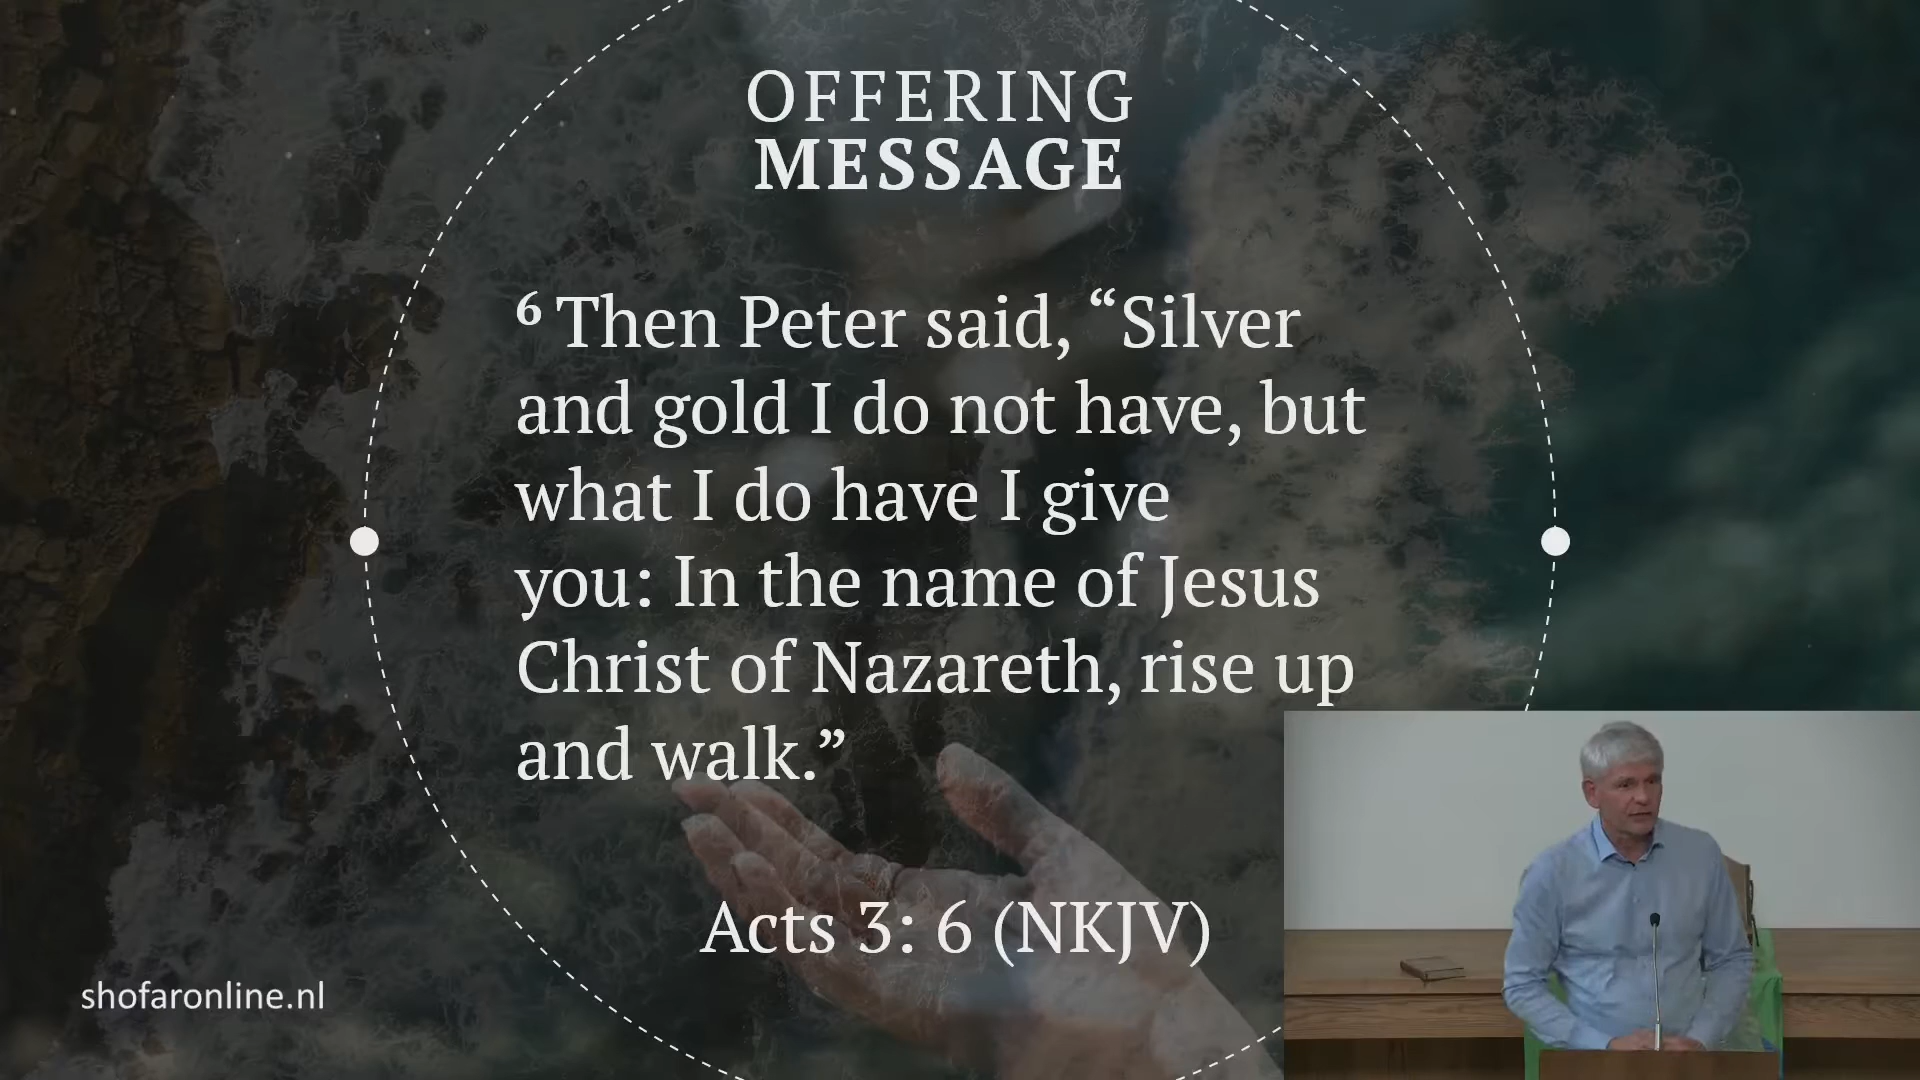 OFFERING
MESSAGE
6 Then Peter said, “Silver
and gold I do not have, but
what I do have I give
you: In the name of Jesus
Christ of Nazareth, rise up
and walk.”
Acts 3: 6 (NKJV)
shofaronline.nl